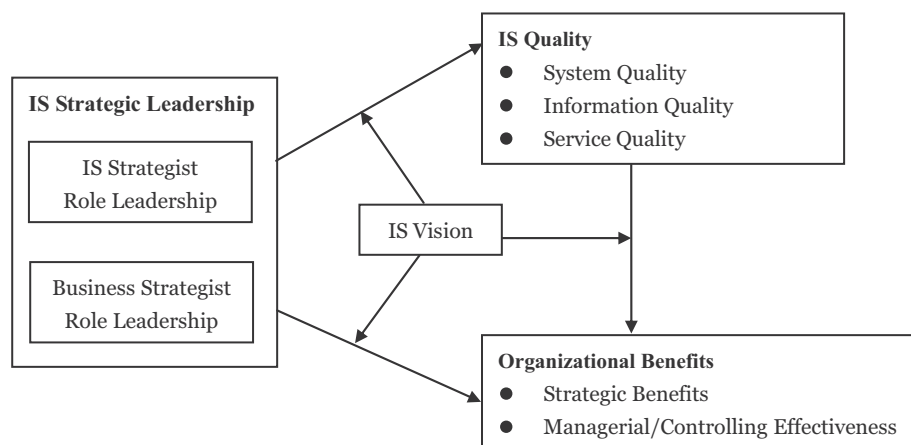 IS Strategic Leadership
IS Strategist
Role Leadership
Business Strategist
Role Leadership
IS Vision
IS Quality
● System Quality
● Information Quality
● Service Quality
Organizational Benefits
● Strategic Benefits
● Managerial/Controlling Effectiveness